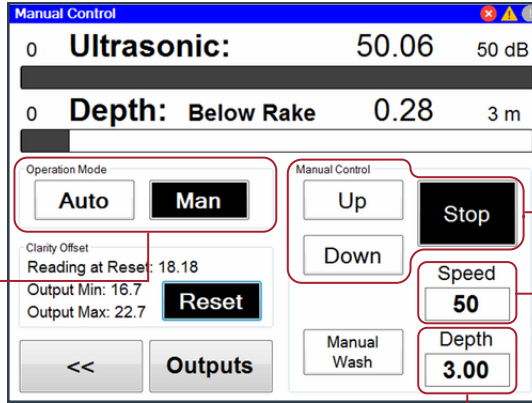 Manual Control
0 Ultrasonic: 50.06 50 dB
0 Depth: Below Rake 0.28 3 m
Operation Mode
Auto Man
Manual Control
Up Stop
Down
Clarity Offset
Reading at Reset: 18.18
Output Min: 16.7
Output Max: 22.7
Reset
Speed
50
<< Outputs
Manual
Wash
Depth
3.00